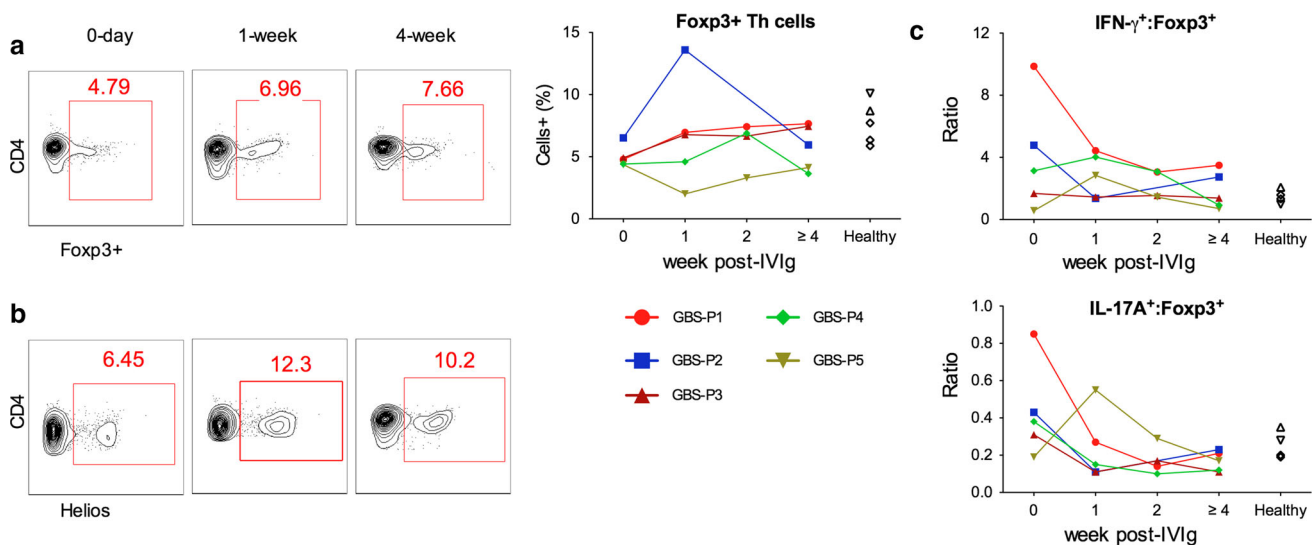 a
0-day
1-week
4-week
4.79
6.96
7.66
CD4
Foxp3+
Foxp3+ Th cells
Cells+ (%)
15
10
5
0
0
1
2
≥ 4
Healthy
week post-IVIg
b
6.45
12.3
10.2
CD4
Helios
GBS-P1
GBS-P2
GBS-P3
GBS-P4
GBS-P5
c
IFN-γ⁺:Foxp3⁺
Ratio
12
8
4
0
0
1
2
≥ 4
Healthy
week post-IVIg
IL-17A⁺:Foxp3⁺
Ratio
1.0
0.8
0.6
0.4
0.2
0.0
0
1
2
≥ 4
Healthy
week post-IVIg